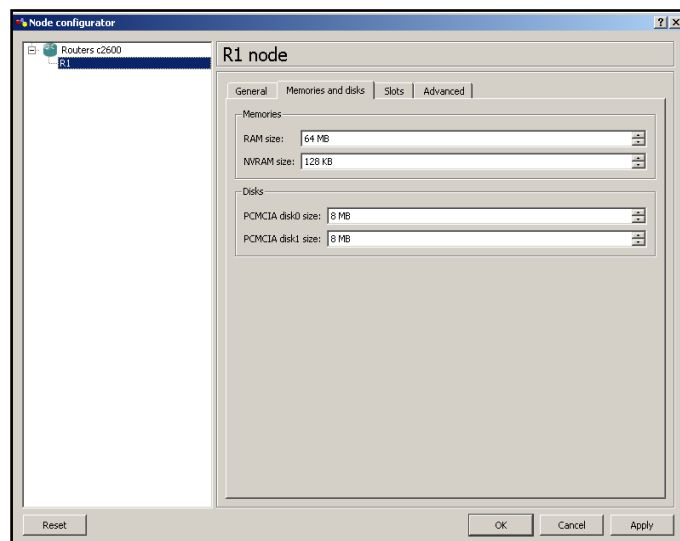 Node configurator
Routers c2600
R1
R1 node
General Memories and disks Slots Advanced
Memories
RAM size: 64 MB
NVRAM size: 128 KB
Disks
PCMCIA disk0 size: 8 MB
PCMCIA disk1 size: 8 MB
Reset OK Cancel Apply